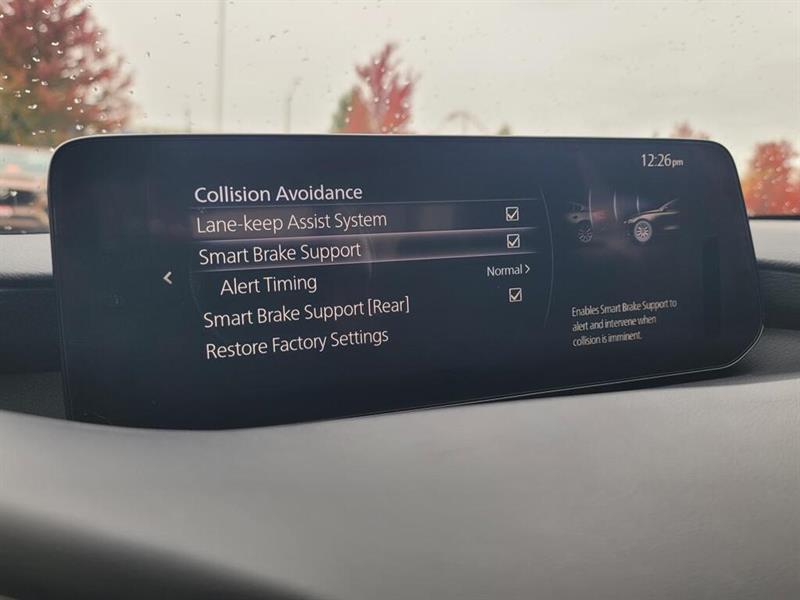 12:26pm
Collision Avoidance
Lane-keep Assist System
Smart Brake Support
Alert Timing
Normal >
Smart Brake Support [Rear]
Restore Factory Settings
Enables Smart Brake Support to
alert and intervene when
collision is imminent.